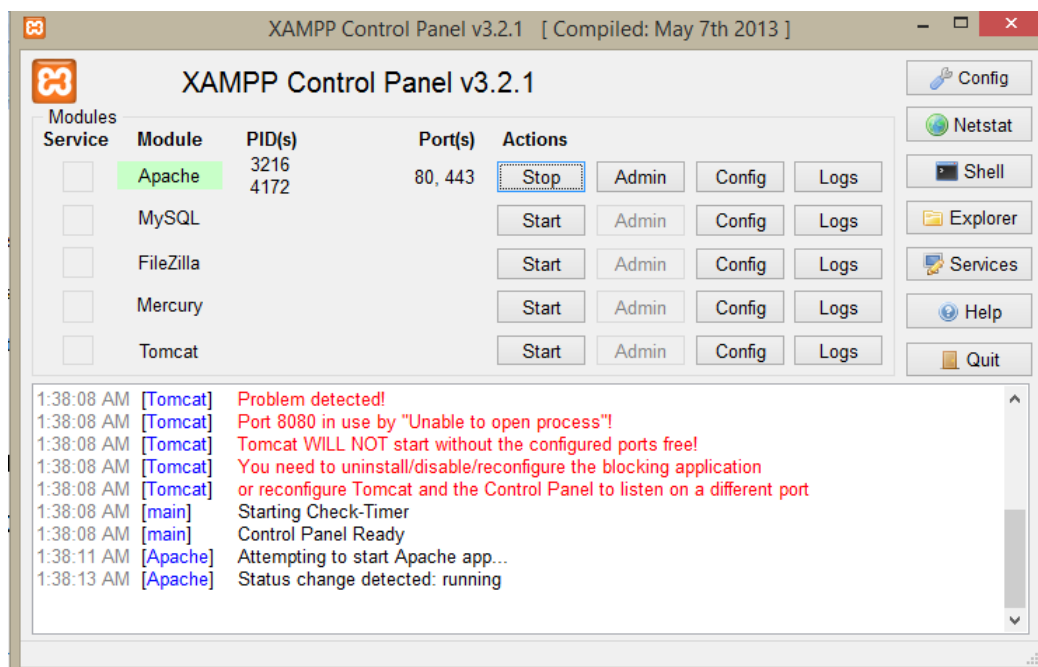 XAMPP Control Panel v3.2.1 [ Compiled: May 7th 2013 ]
XAMPP Control Panel v3.2.1
Config
Modules
Service Module PID(s) Port(s) Actions
Netstat
Apache 3216 4172 80, 443 Stop Admin Config Logs
Shell
MySQL Start Admin Config Logs
Explorer
FileZilla Start Admin Config Logs
Services
Mercury Start Admin Config Logs
Help
Tomcat Start Admin Config Logs
Quit
1:38:08 AM [Tomcat] Problem detected!
1:38:08 AM [Tomcat] Port 8080 in use by "Unable to open process"!
1:38:08 AM [Tomcat] Tomcat WILL NOT start without the configured ports free!
1:38:08 AM [Tomcat] You need to uninstall/disable/reconfigure the blocking application
1:38:08 AM [Tomcat] or reconfigure Tomcat and the Control Panel to listen on a different port
1:38:08 AM [main] Starting Check-Timer
1:38:08 AM [main] Control Panel Ready
1:38:11 AM [Apache] Attempting to start Apache app...
1:38:13 AM [Apache] Status change detected: running